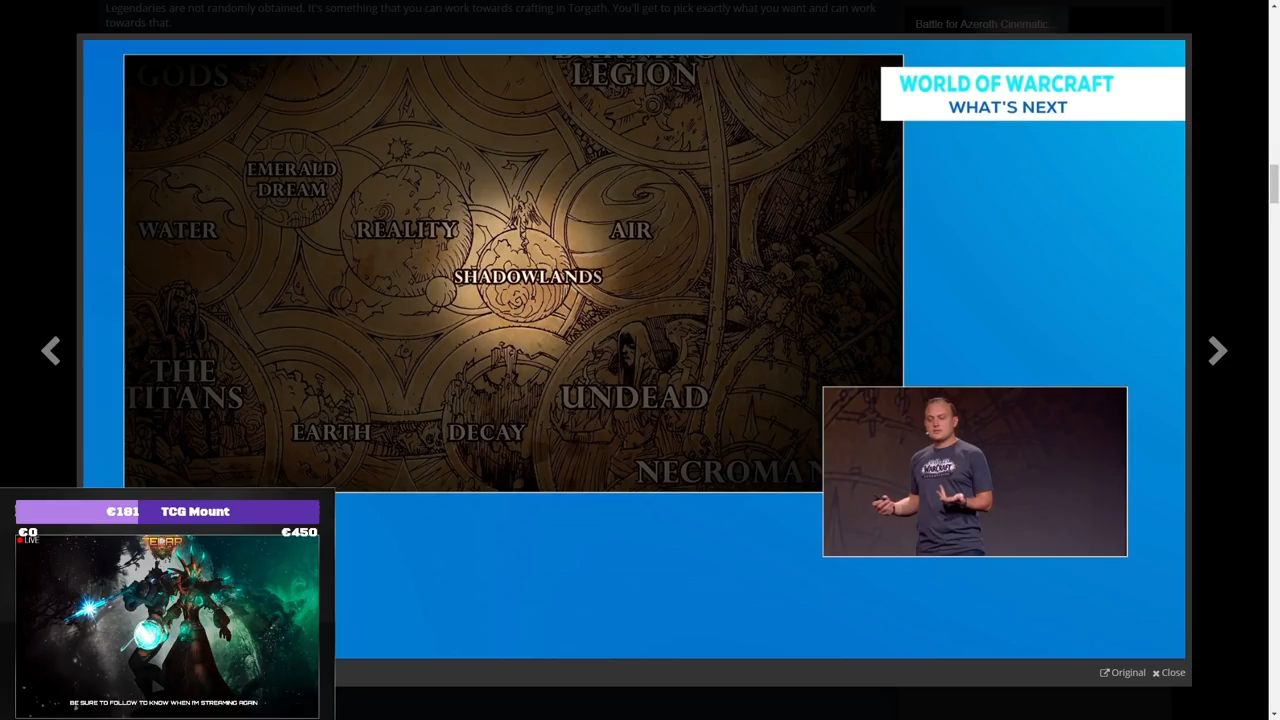 Legendaries are not randomly obtained. It's something that you can work towards crafting in Torgath. You'll get to pick exactly what you want and can work
towards that.
Battle for Azeroth Cinematic:...
GODS
LEGION
WORLD OF WARCRAFT
WHAT'S NEXT
EMERALD
DREAM
WATER
REALITY
AIR
SHADOWLANDS
THE
TITANS
UNDEAD
EARTH
DECAY
NECROMAN
WARCRAFT
€181
TCG Mount
€0
€450
LIVE
BE SURE TO FOLLOW TO KNOW WHEN I'M STREAMING AGAIN
Original
Close